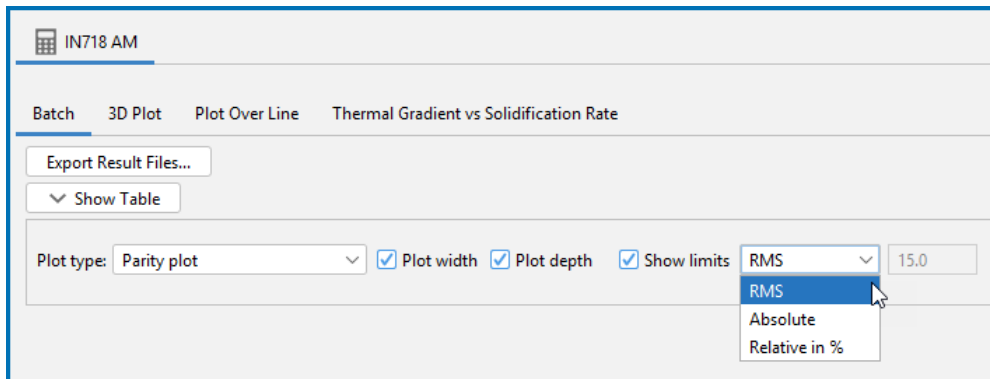 IN718 AM
Batch 3D Plot Plot Over Line Thermal Gradient vs Solidification Rate
Export Result Files...
Show Table
Plot type: Parity plot Plot width Plot depth Show limits RMS 15.0
RMS
Absolute
Relative in %